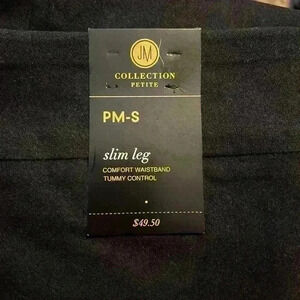 JM
COLLECTION
PETITE
PM-S
slim leg
COMFORT WAISTBAND
TUMMY CONTROL
$49.50